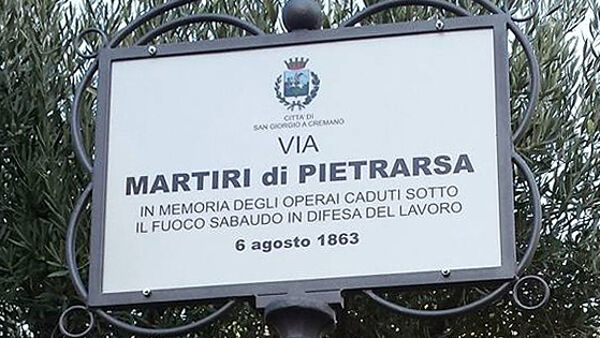 CITTA' DI
SAN GIORGIO A CREMANO
VIA
MARTIRI di PIETRARSA
IN MEMORIA DEGLI OPERAI CADUTI SOTTO
IL FUOCO SABAUDO IN DIFESA DEL LAVORO
6 agosto 1863